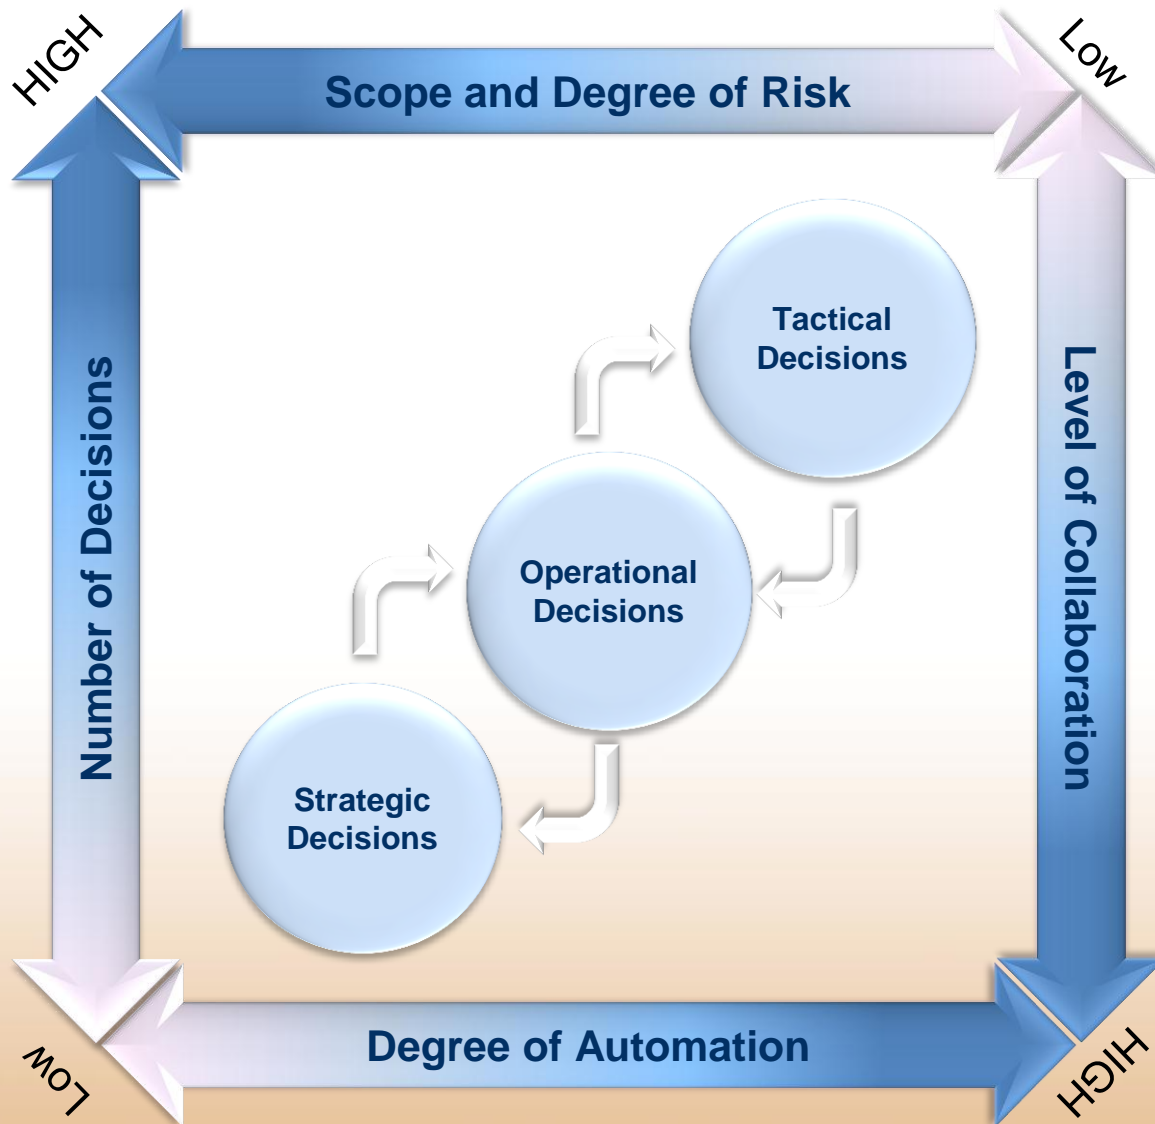 HIGH
Scope and Degree of Risk
Low
Tactical
Decisions
Number of Decisions
Level of Collaboration
Operational
Decisions
Strategic
Decisions
Low
Degree of Automation
HIGH